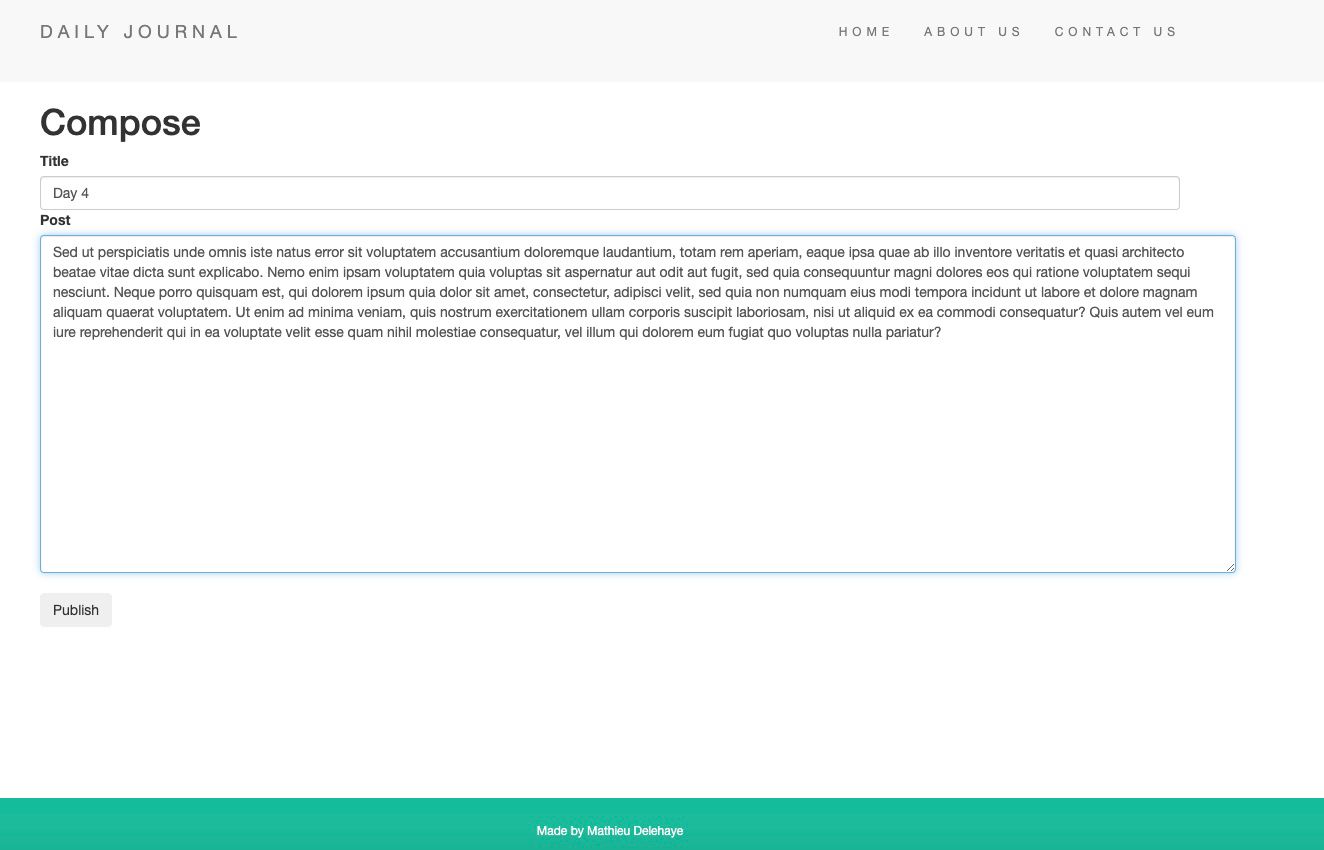 DAILY JOURNAL
HOME ABOUT US CONTACT US
Compose
Title
Day 4
Post
Sed ut perspiciatis unde omnis iste natus error sit voluptatem accusantium doloremque laudantium, totam rem aperiam, eaque ipsa quae ab illo inventore veritatis et quasi architecto
beatae vitae dicta sunt explicabo. Nemo enim ipsam voluptatem quia voluptas sit aspernatur aut odit aut fugit, sed quia consequuntur magni dolores eos qui ratione voluptatem sequi
nesciunt. Neque porro quisquam est, qui dolorem ipsum quia dolor sit amet, consectetur, adipisci velit, sed quia non numquam eius modi tempora incidunt ut labore et dolore magnam
aliquam quaerat voluptatem. Ut enim ad minima veniam, quis nostrum exercitationem ullam corporis suscipit laboriosam, nisi ut aliquid ex ea commodi consequatur? Quis autem vel eum
iure reprehenderit qui in ea voluptate velit esse quam nihil molestiae consequatur, vel illum qui dolorem eum fugiat quo voluptas nulla pariatur?
Publish
Made by Mathieu Delehaye